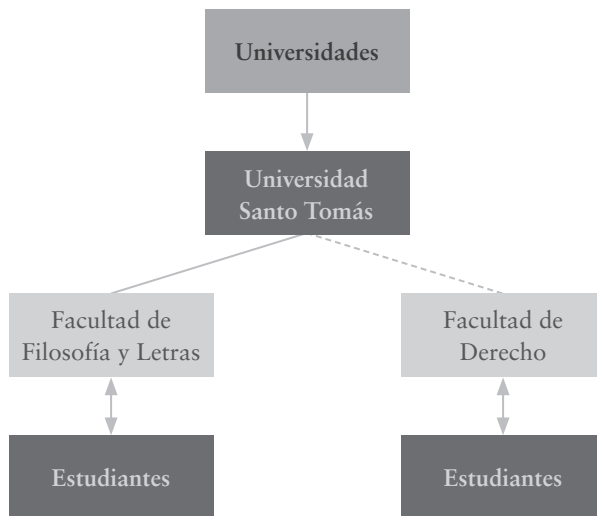 Universidades
Universidad
Santo Tomás
Facultad de
Filosofía y Letras
Facultad de
Derecho
Estudiantes
Estudiantes